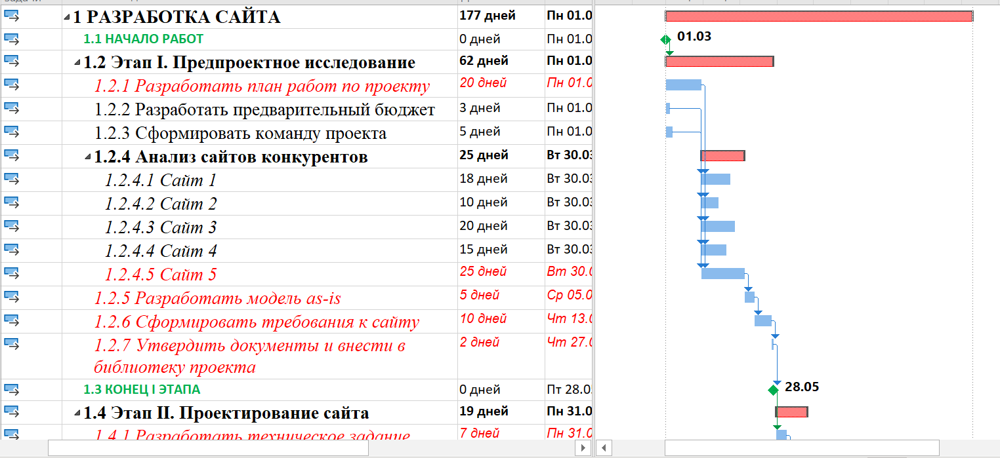 1 РАЗРАБОТКА САЙТА 177 дней Пн 01.0
1.1 НАЧАЛО РАБОТ 0 дней Пн 01.0 01.03
1.2 Этап I. Предпроектное исследование 62 дней Пн 01.0
1.2.1 Разработать план работ по проекту 20 дней Пн 01.0
1.2.2 Разработать предварительный бюджет 3 дней Пн 01.0
1.2.3 Сформировать команду проекта 5 дней Пн 01.0
1.2.4 Анализ сайтов конкурентов 25 дней Вт 30.03
1.2.4.1 Сайт 1 18 дней Вт 30.03
1.2.4.2 Сайт 2 10 дней Вт 30.03
1.2.4.3 Сайт 3 20 дней Вт 30.03
1.2.4.4 Сайт 4 15 дней Вт 30.03
1.2.4.5 Сайт 5 25 дней Вт 30.0
1.2.5 Разработать модель as-is 5 дней Ср 05.0
1.2.6 Сформировать требования к сайту 10 дней Чт 13.0
1.2.7 Утвердить документы и внести в 2 дней Чт 27.0
библиотеку проекта
1.3 КОНЕЦ I ЭТАПА 0 дней Пт 28.0 28.05
1.4 Этап II. Проектирование сайта 19 дней Пн 31.0
1.4.1 Разработать техническое задание 7 дней Пн 31.0